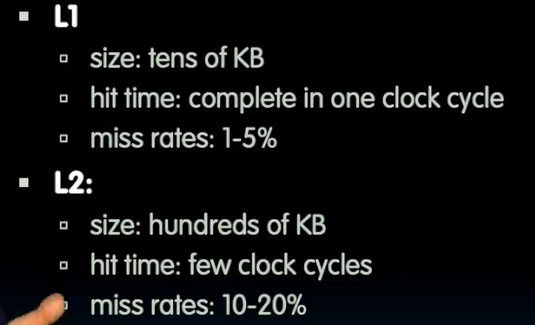 L1
size: tens of KB
hit time: complete in one clock cycle
miss rates: 1-5%
L2:
size: hundreds of KB
hit time: few clock cycles
miss rates: 10-20%